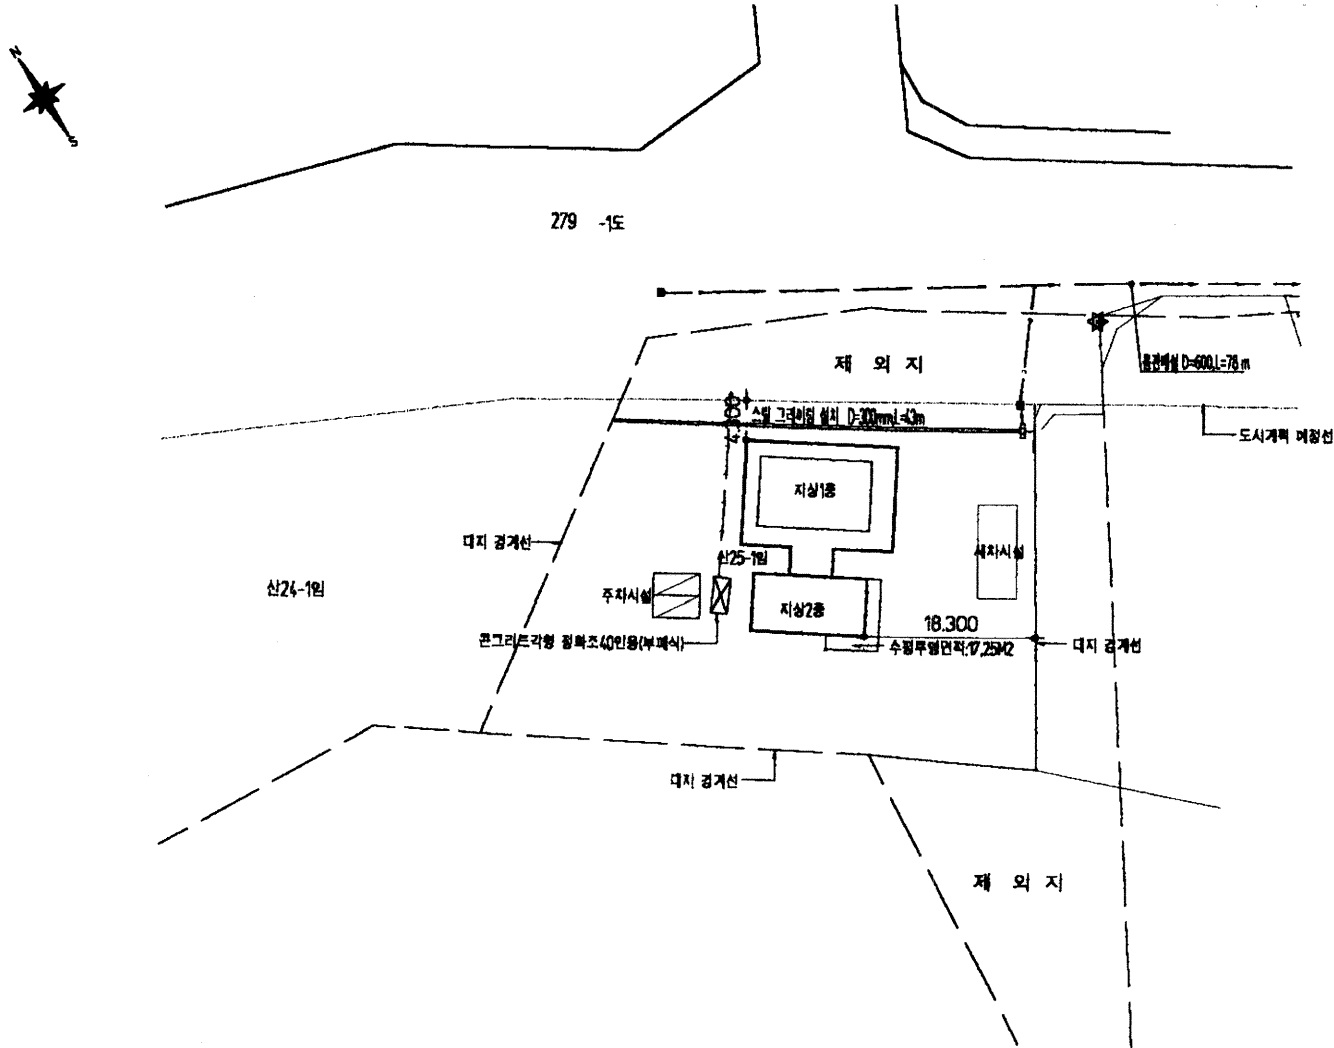 N
S
279 -1도
제 외 지
D=600,L=78 m
4.300
스틸 그레이팅 설치 D=300mm,L=43m
도시계획 예정선
지상1층
대지 경계선
세차시설
산25-1임
산24-1임
주차시설
지상2층
18.300
콘크리트각형 정화조40인용(부패식)
수평투영면적:17,25M2
대지 경계선
대지 경계선
제 외 지